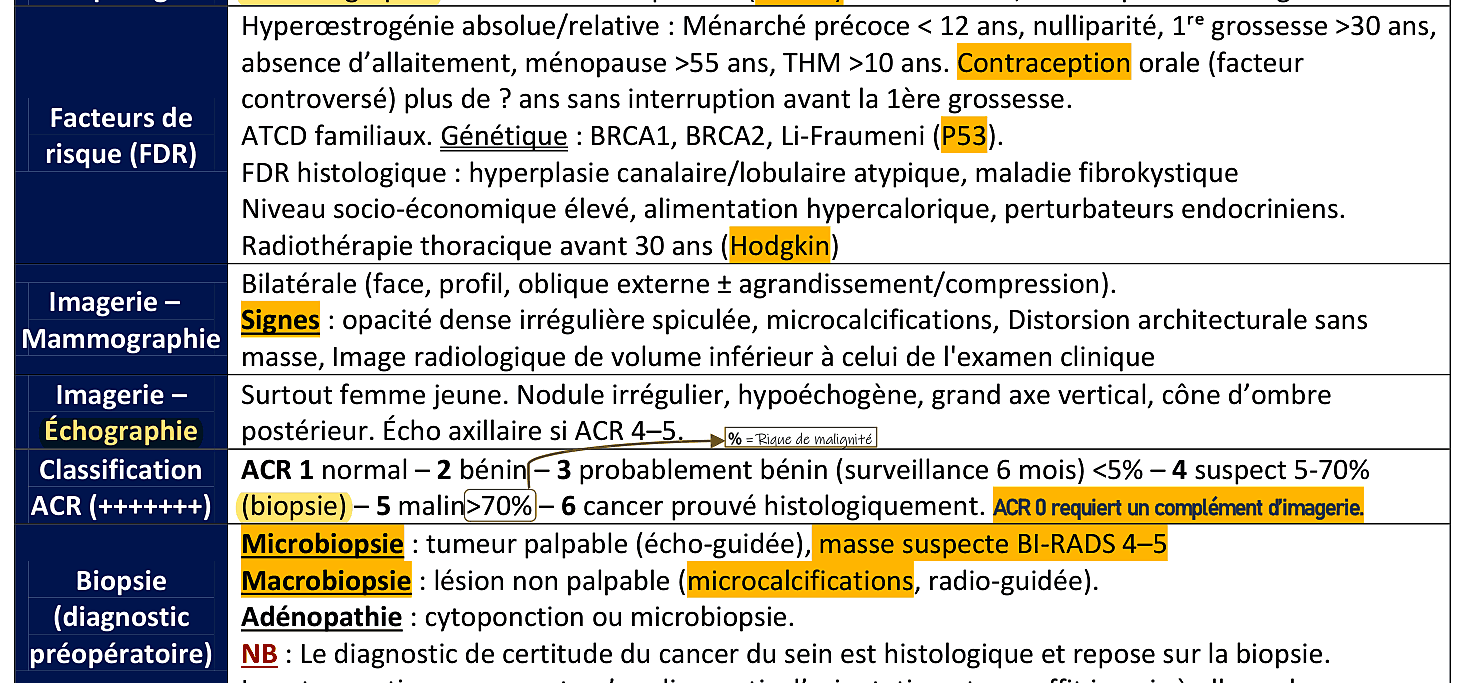 Facteurs de
risque (FDR)
Hyperœstrogénie absolue/relative : Ménarché précoce < 12 ans, nulliparité, 1ʳᵉ grossesse >30 ans,
absence d’allaitement, ménopause >55 ans, THM >10 ans. Contraception orale (facteur
controversé) plus de ? ans sans interruption avant la 1ère grossesse.
ATCD familiaux. Génétique : BRCA1, BRCA2, Li-Fraumeni (P53).
FDR histologique : hyperplasie canalaire/lobulaire atypique, maladie fibrokystique
Niveau socio-économique élevé, alimentation hypercalorique, perturbateurs endocriniens.
Radiothérapie thoracique avant 30 ans (Hodgkin)
Imagerie –
Mammographie
Bilatérale (face, profil, oblique externe ± agrandissement/compression).
Signes : opacité dense irrégulière spiculée, microcalcifications, Distorsion architecturale sans
masse, Image radiologique de volume inférieur à celui de l'examen clinique
Imagerie –
Échographie
Surtout femme jeune. Nodule irrégulier, hypoéchogène, grand axe vertical, cône d’ombre
postérieur. Écho axillaire si ACR 4–5.
% = Rique de malignité
Classification
ACR (+++++++)
ACR 1 normal – 2 bénin – 3 probablement bénin (surveillance 6 mois) <5% – 4 suspect 5-70%
(biopsie) – 5 malin >70% – 6 cancer prouvé histologiquement. ACR 0 requiert un complément d'imagerie.
Biopsie
(diagnostic
préopératoire)
Microbiopsie : tumeur palpable (écho-guidée), masse suspecte BI-RADS 4–5
Macrobiopsie : lésion non palpable (microcalcifications, radio-guidée).
Adénopathie : cytoponction ou microbiopsie.
NB : Le diagnostic de certitude du cancer du sein est histologique et repose sur la biopsie.